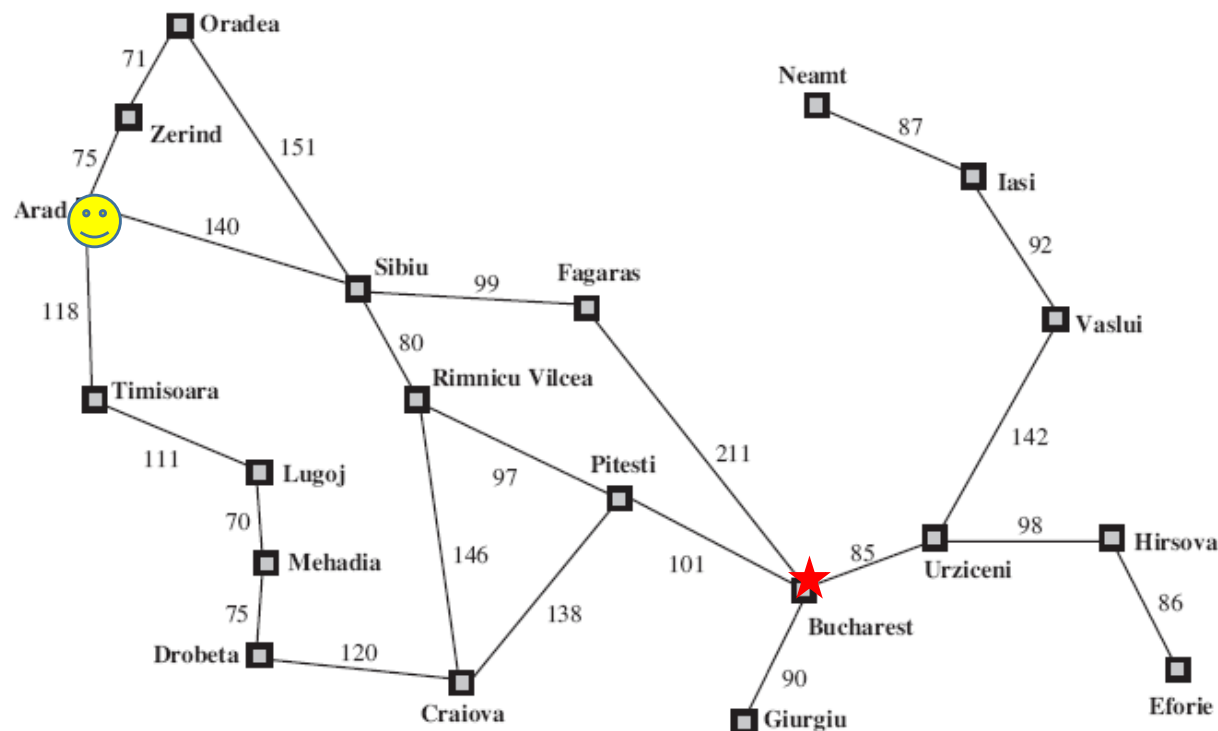 Oradea
71
Neamt
87
Zerind
151
75
Iasi
Arad
140
92
Sibiu
Fagaras
99
118
Vaslui
80
Timisoara
Rimnicu Vilcea
142
111
211
Lugoj
97
Pitesti
70
98
146
101
85
Hirsova
Mehadia
Urziceni
86
75
138
Bucharest
Drobeta
120
90
Craiova
Giurgiu
Eforie